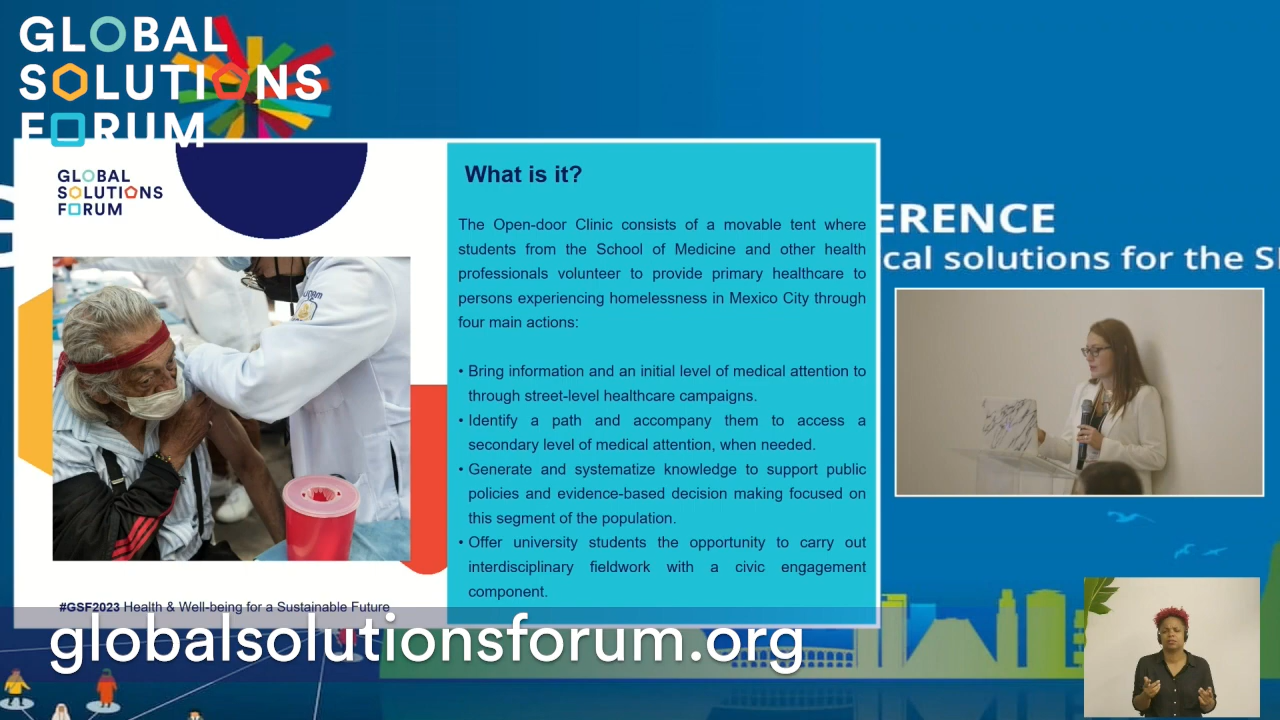 GLOBAL
SOLUTIONS
FORUM
GLOBAL
SOLUTIONS
FORUM
What is it?
The Open-door Clinic consists of a movable tent where
students from the School of Medicine and other health
professionals volunteer to provide primary healthcare to
persons experiencing homelessness in Mexico City through
four main actions:
• Bring information and an initial level of medical attention to
through street-level healthcare campaigns.
• Identify a path and accompany them to access a
secondary level of medical attention, when needed.
• Generate and systematize knowledge to support public
policies and evidence-based decision making focused on
this segment of the population.
• Offer university students the opportunity to carry out
interdisciplinary fieldwork with a civic engagement
component.
#GSF2023 Health & Well-being for a Sustainable Future
globalsolutionsforum.org
ERENCE
cal solutions for the